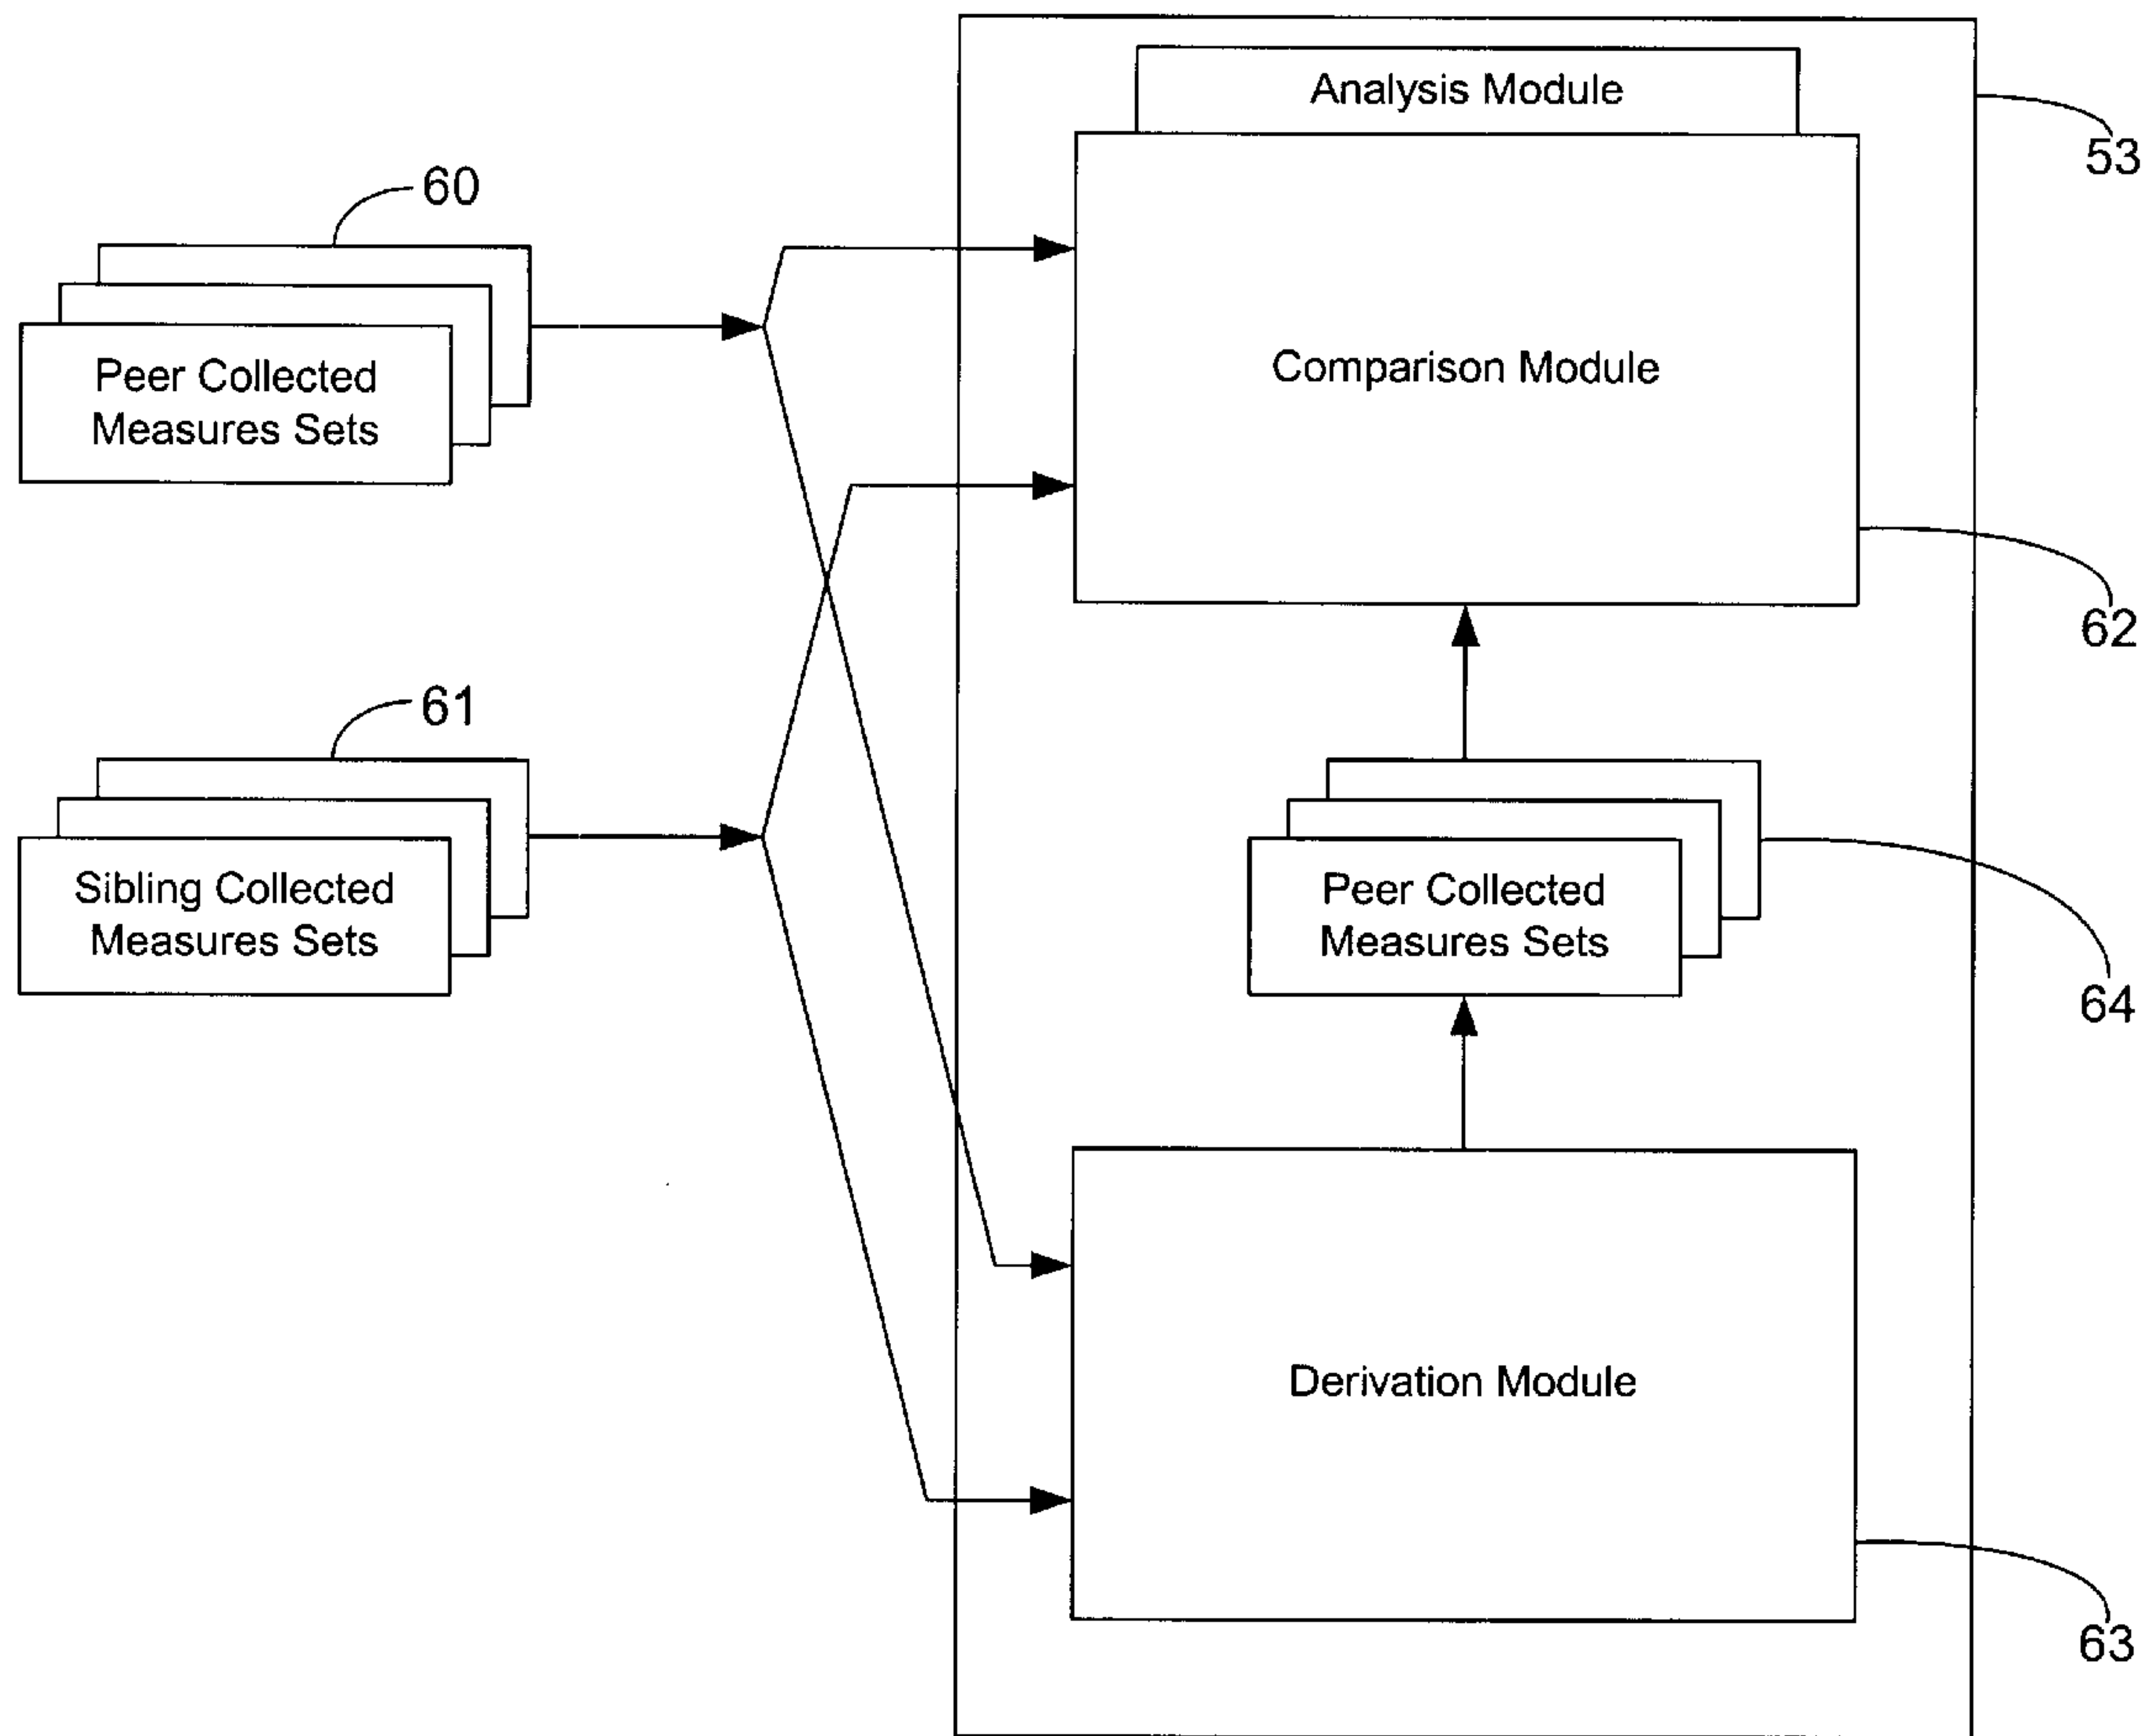 Analysis Module
53
60
Peer Collected
Measures Sets
Comparison Module
62
61
Sibling Collected
Measures Sets
Peer Collected
Measures Sets
64
Derivation Module
63